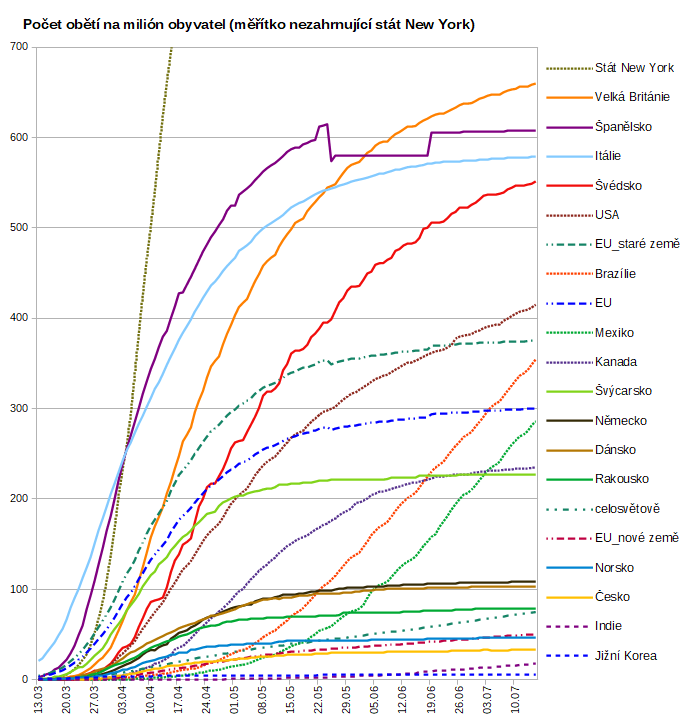 Počet obětí na milión obyvatel (měřítko nezahrnující stát New York)
700
600
500
400
300
200
100
0
13.03
20.03
27.03
03.04
10.04
17.04
24.04
01.05
08.05
15.05
22.05
29.05
05.06
12.06
19.06
26.06
03.07
10.07
Stát New York
Velká Británie
Španělsko
Itálie
Švédsko
USA
EU_staré země
Brazílie
EU
Mexiko
Kanada
Švýcarsko
Německo
Dánsko
Rakousko
celosvětově
EU_nové země
Norsko
Česko
Indie
Jižní Korea